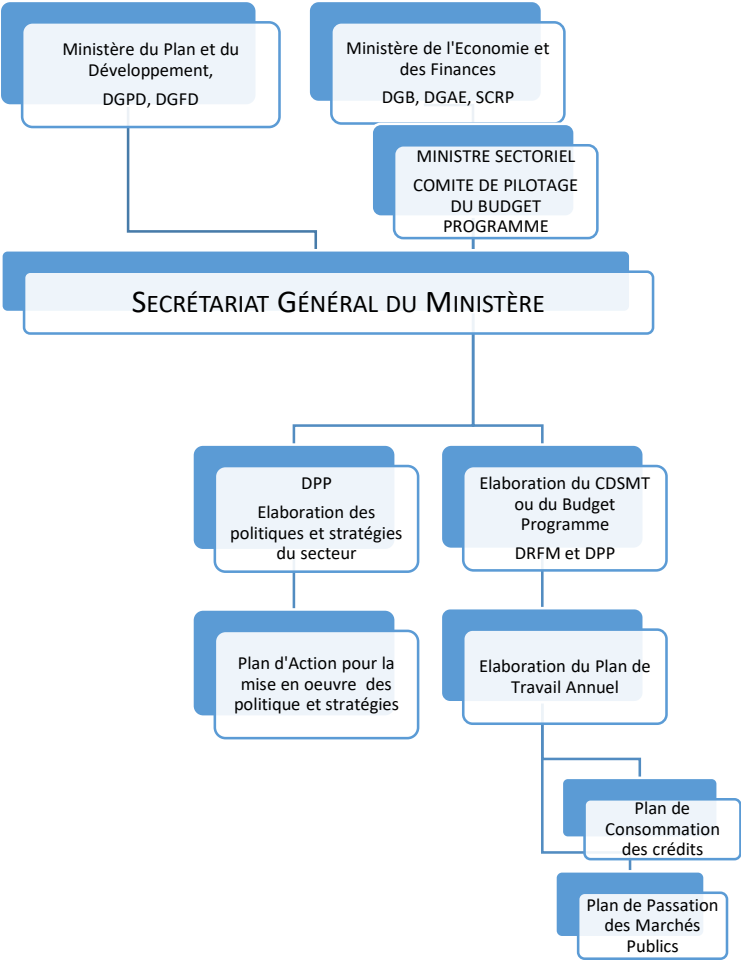 Ministère du Plan et du
Développement,
DGPD, DGFD
Ministère de l'Economie et
des Finances
DGB, DGAE, SCRP
MINISTRE SECTORIEL
COMITE DE PILOTAGE
DU BUDGET
PROGRAMME
SECRÉTARIAT GÉNÉRAL DU MINISTÈRE
DPP
Elaboration des
politiques et stratégies
du secteur
Elaboration du CDSMT
ou du Budget
Programme
DRFM et DPP
Plan d'Action pour la
mise en oeuvre des
politique et stratégies
Elaboration du Plan de
Travail Annuel
Plan de
Consommation
des crédits
Plan de Passation
des Marchés
Publics